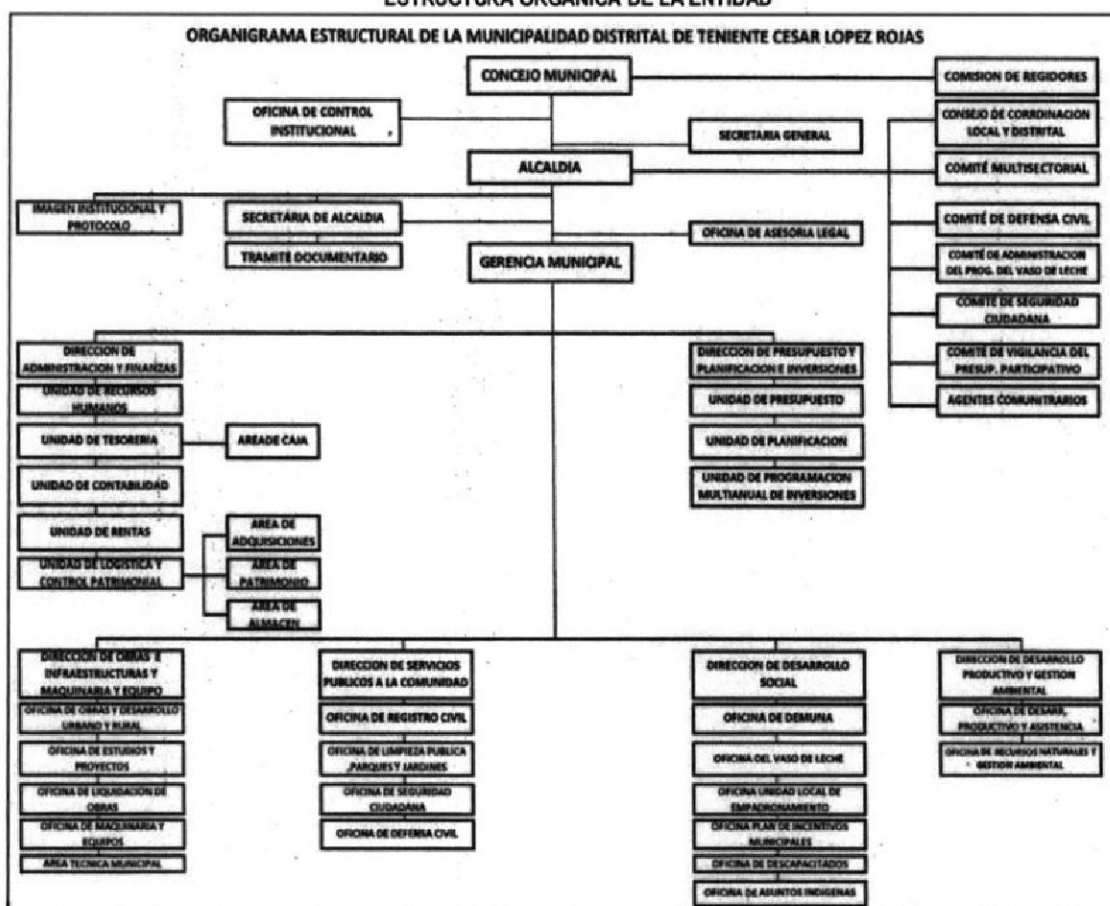 ESTRUCTURA ORGÁNICA DE LA ENTIDAD
ORGANIGRAMA ESTRUCTURAL DE LA MUNICIPALIDAD DISTRITAL DE TENIENTE CESAR LOPEZ ROJAS
CONCEJO MUNICIPAL
COMISION DE REGIDORES
OFICINA DE CONTROL
INSTITUCIONAL
CONSEJO DE CORRDINACION
LOCAL Y DISTRITAL
SECRETARIA GENERAL
ALCALDIA
COMITÉ MULTISECTORIAL
IMAGEN INSTITUCIONAL Y
PROTOCOLO
SECRETARIA DE ALCALDIA
COMITÉ DE DEFENSA CIVIL
OFICINA DE ASESORIA LEGAL
TRAMITE DOCUMENTARIO
GERENCIA MUNICIPAL
COMITÉ DE ADMINISTRACION
DEL PROG. DEL VASO DE LECHE
COMITÉ DE SEGURIDAD
CIUDADANA
DIRECCION DE
ADMINISTRACION Y FINANZAS
DIRECCION DE PRESUPUESTO Y
PLANIFICACION E INVERSIONES
COMITÉ DE VIGILANCIA DEL
PRESUP. PARTICIPATIVO
UNIDAD DE RECURSOS
HUMANOS
UNIDAD DE PRESUPUESTO
AGENTES COMUNITRARIOS
UNIDAD DE TESORERIA
AREADE CAJA
UNIDAD DE PLANIFICACION
UNIDAD DE CONTABILIDAD
UNIDAD DE PROGRAMACION
MULTIANUAL DE INVERSIONES
UNIDAD DE RENTAS
AREA DE
ADQUISICIONES
UNIDAD DE LOGISTICA Y
CONTROL PATRIMONIAL
AREA DE
PATRIMONIO
AREA DE
ALMACEN
DIRECCION DE OBRAS E
INFRAESTRUCTURAS Y
MAQUINARIA Y EQUIPO
DIRECCION DE SERVICIOS
PUBLICOS A LA COMUNIDAD
DIRECCION DE DESARROLLO
SOCIAL
DIRECCION DE DESARROLLO
PRODUCTIVO Y GESTION
AMBIENTAL
OFICINA DE OBRAS Y DESARROLLO
URBANO Y RURAL
OFICINA DE REGISTRO CIVIL
OFICINA DE DEMUNA
OFICINA DE DESARR.
PRODUCTIVO Y ASISTENCIA
OFICINA DE ESTUDIOS Y
PROYECTOS
OFICINA DE LIMPIEZA PUBLICA
,PARQUES Y JARDINES
OFICINA DEL VASO DE LECHE
OFICINA DE RECURSOS NATURALES Y
GESTION AMBIENTAL
OFICINA DE LIQUIDACION DE
OBRAS
OFICINA DE SEGURIDAD
CIUDADANA
OFICINA UNIDAD LOCAL DE
EMPADRONAMIENTO
OFICINA DE MAQUINARIA Y
EQUIPOS
OFICINA DE DEFENSA CIVIL
OFICINA PLAN DE INCENTIVOS
MUNICIPALES
AREA TECNICA MUNICIPAL
OFICINA DE DESCAPACITADOS
OFICINA DE ASUNTOS INDIGENAS